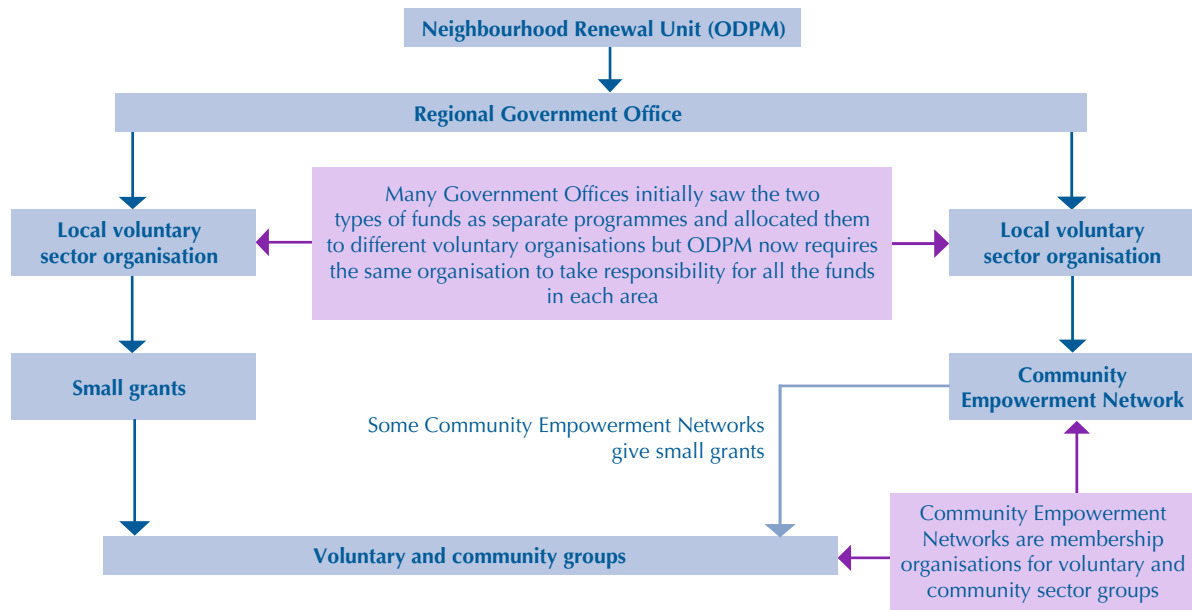 Neighbourhood Renewal Unit (ODPM)
Regional Government Office
Many Government Offices initially saw the two
types of funds as separate programmes and allocated them
to different voluntary organisations but ODPM now requires
the same organisation to take responsibility for all the funds
in each area
Local voluntary
sector organisation
Local voluntary
sector organisation
Small grants
Community
Empowerment Network
Some Community Empowerment Networks
give small grants
Voluntary and community groups
Community Empowerment
Networks are membership
organisations for voluntary and
community sector groups